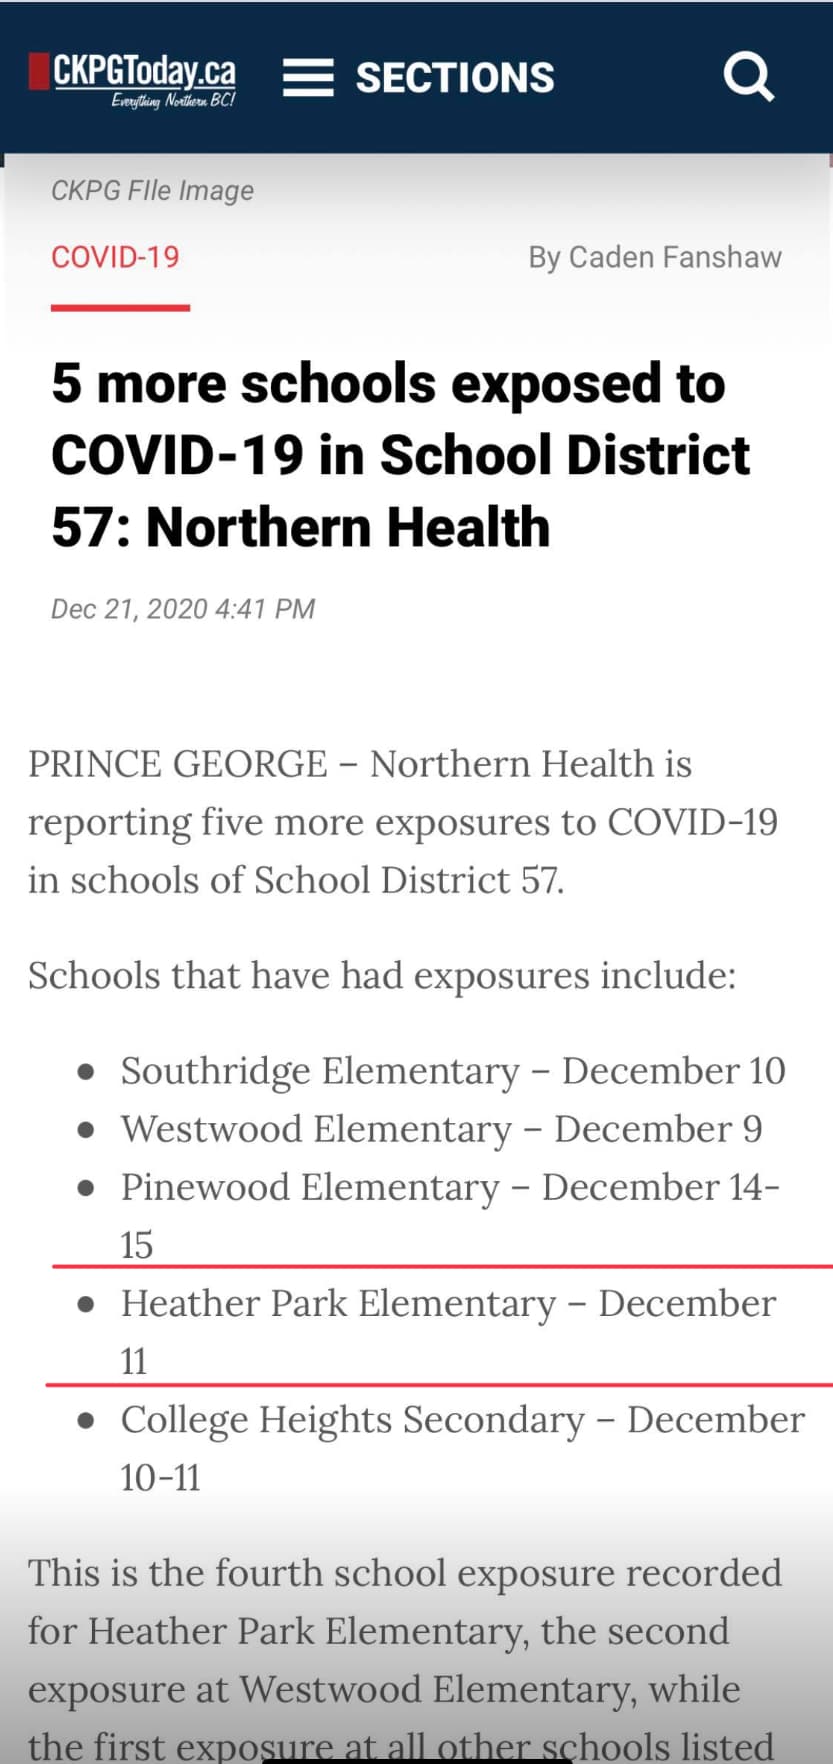 CKPGToday.ca
Everything Northern BC!
SECTIONS
CKPG FIle Image
COVID-19
By Caden Fanshaw
5 more schools exposed to
COVID-19 in School District
57: Northern Health
Dec 21, 2020 4:41 PM
PRINCE GEORGE – Northern Health is
reporting five more exposures to COVID-19
in schools of School District 57.
Schools that have had exposures include:
● Southridge Elementary – December 10
● Westwood Elementary – December 9
● Pinewood Elementary – December 14-
15
● Heather Park Elementary – December
11
● College Heights Secondary – December
10-11
This is the fourth school exposure recorded
for Heather Park Elementary, the second
exposure at Westwood Elementary, while
the first exposure at all other schools listed